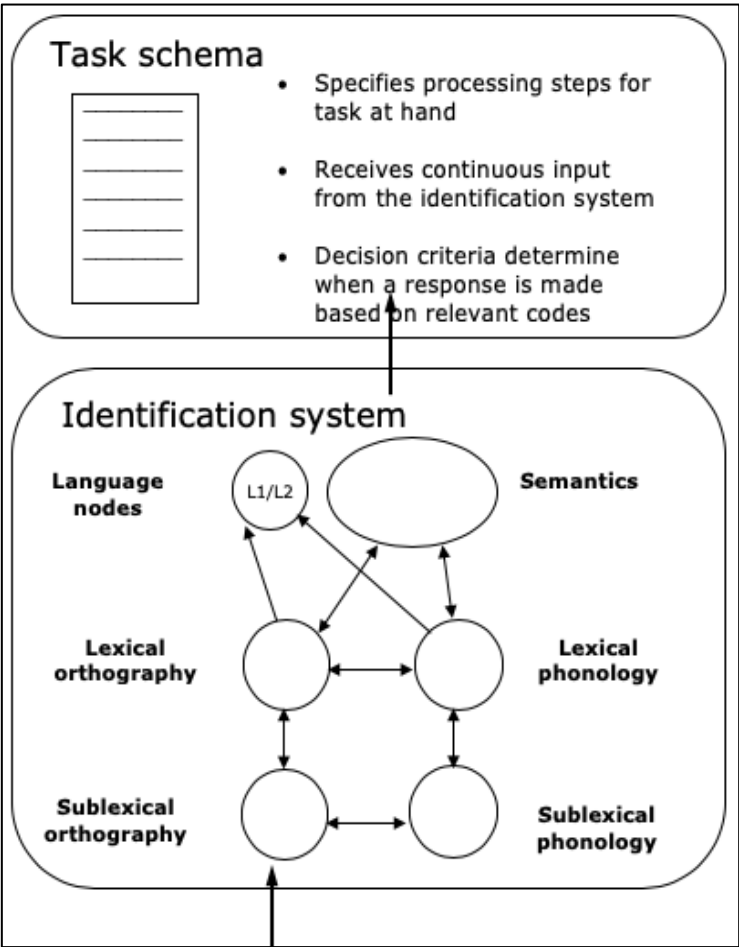 Task schema
• Specifies processing steps for
task at hand
• Receives continuous input
from the identification system
• Decision criteria determine
when a response is made
based on relevant codes
Identification system
Language
nodes
L1/L2
Semantics
Lexical
orthography
Lexical
phonology
Sublexical
orthography
Sublexical
phonology